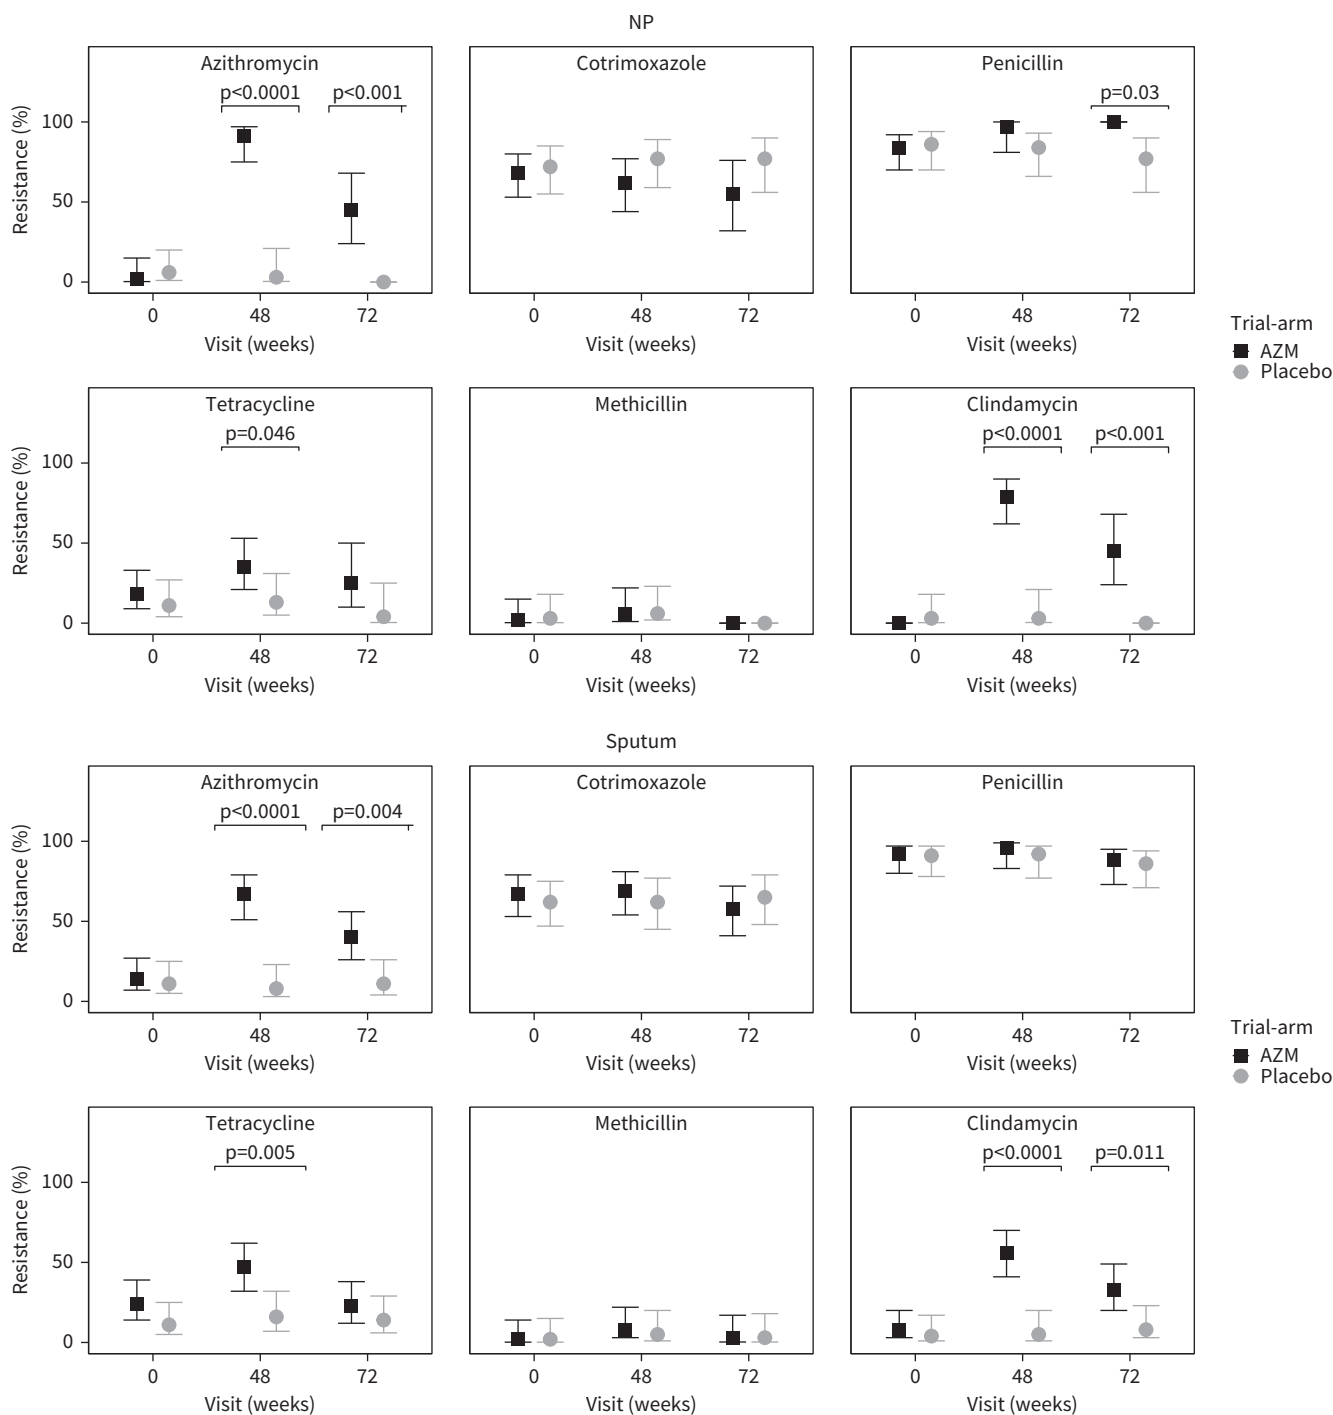 NP
Azithromycin
Cotrimoxazole
Penicillin
p<0.0001
p<0.001
p=0.03
Resistance (%)
100
50
0
0
48
72
0
48
72
0
48
72
Visit (weeks)
Visit (weeks)
Visit (weeks)
Trial-arm
AZM
Placebo
Tetracycline
Methicillin
Clindamycin
p=0.046
p<0.0001
p<0.001
Resistance (%)
100
50
0
0
48
72
0
48
72
0
48
72
Visit (weeks)
Visit (weeks)
Visit (weeks)
Sputum
Azithromycin
Cotrimoxazole
Penicillin
p<0.0001
p=0.004
Resistance (%)
100
50
0
0
48
72
0
48
72
0
48
72
Visit (weeks)
Visit (weeks)
Visit (weeks)
Trial-arm
AZM
Placebo
Tetracycline
Methicillin
Clindamycin
p=0.005
p<0.0001
p=0.011
Resistance (%)
100
50
0
0
48
72
0
48
72
0
48
72
Visit (weeks)
Visit (weeks)
Visit (weeks)